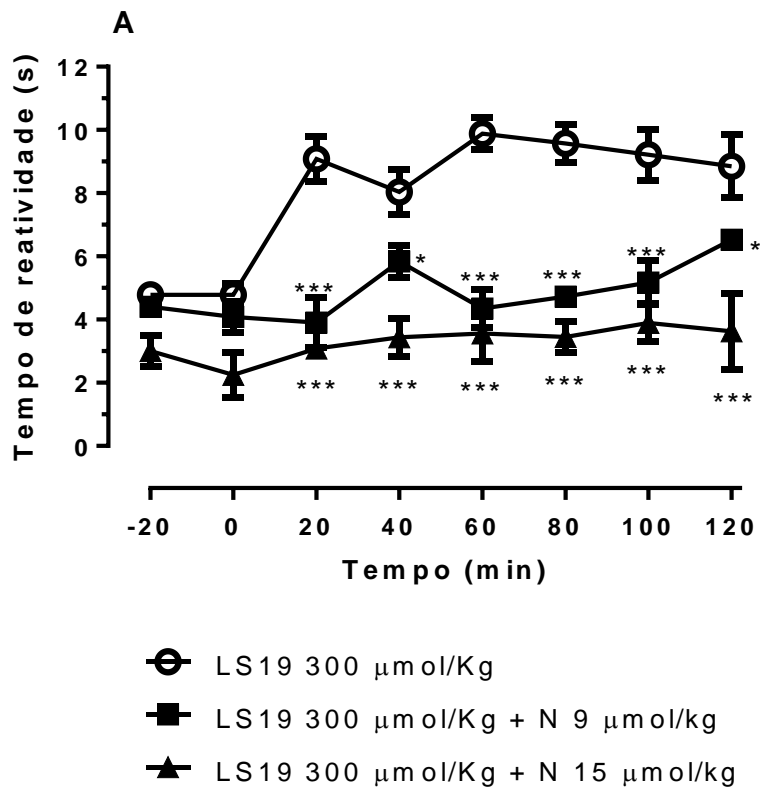 A
Tempo de reatividade (s)
12
10
8
6
4
2
0
***
*
***
***
***
*
***
***
***
***
***
***
-20 0 20 40 60 80 100 120
Tempo (min)
LS19 300 μmol/Kg
LS19 300 μmol/Kg + N 9 μmol/kg
LS19 300 μmol/Kg + N 15 μmol/kg